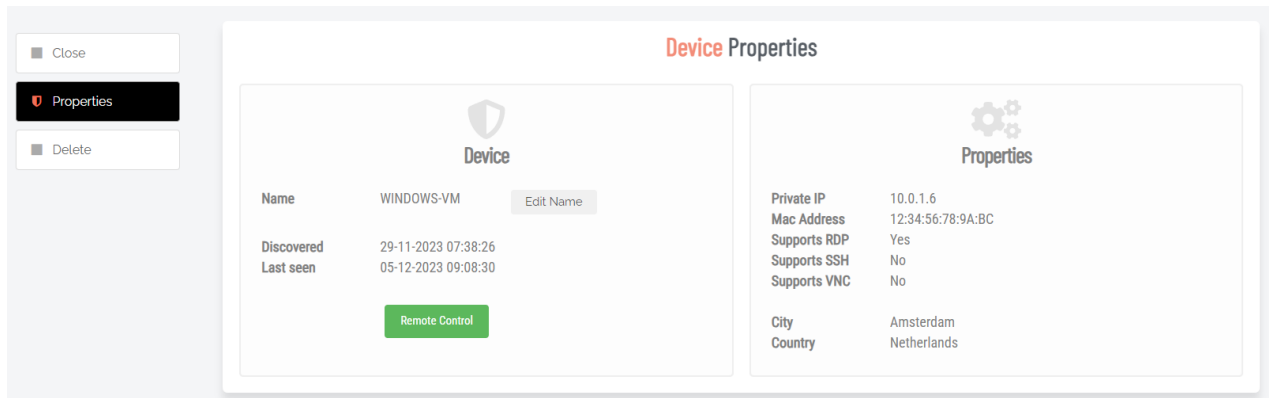 Close
Properties
Delete
Device Properties
Device
Name WINDOWS-VM Edit Name
Discovered 29-11-2023 07:38:26
Last seen 05-12-2023 09:08:30
Remote Control
Properties
Private IP 10.0.1.6
Mac Address 12:34:56:78:9A:BC
Supports RDP Yes
Supports SSH No
Supports VNC No
City Amsterdam
Country Netherlands